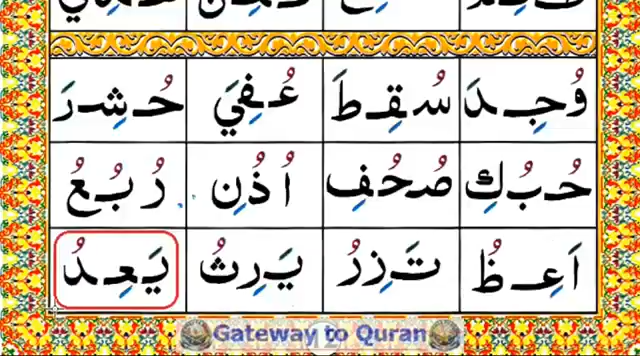 وُجِدَ سُقِطَ عُفِيَ حُشِرَ
حُبُكِ صُحُفِ اُذُنِ رُبُعُ
اَعِظُ تَزِرُ يَرِثُ يَعِدُ
Gateway to Quran